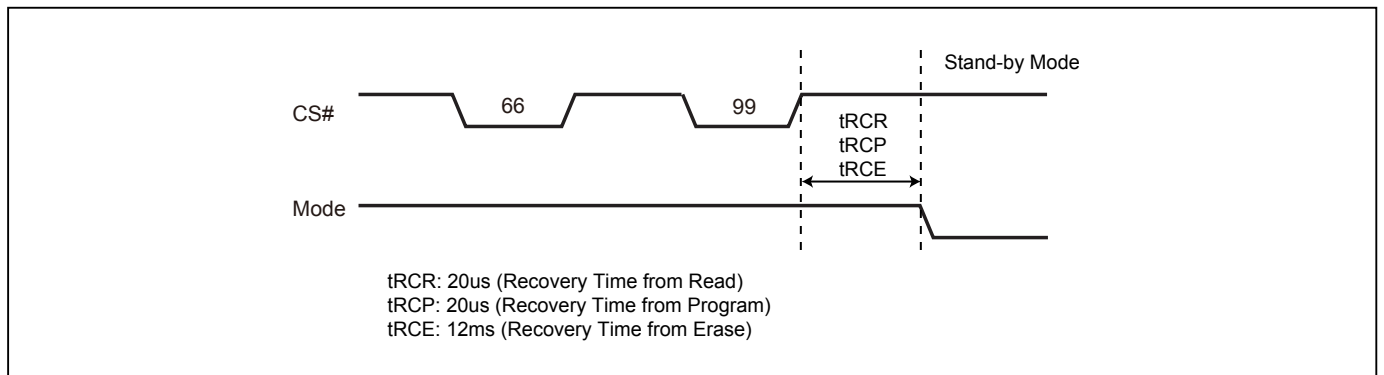 Stand-by Mode
CS#
66
99
tRCR
tRCP
tRCE
Mode
tRCR: 20us (Recovery Time from Read)
tRCP: 20us (Recovery Time from Program)
tRCE: 12ms (Recovery Time from Erase)